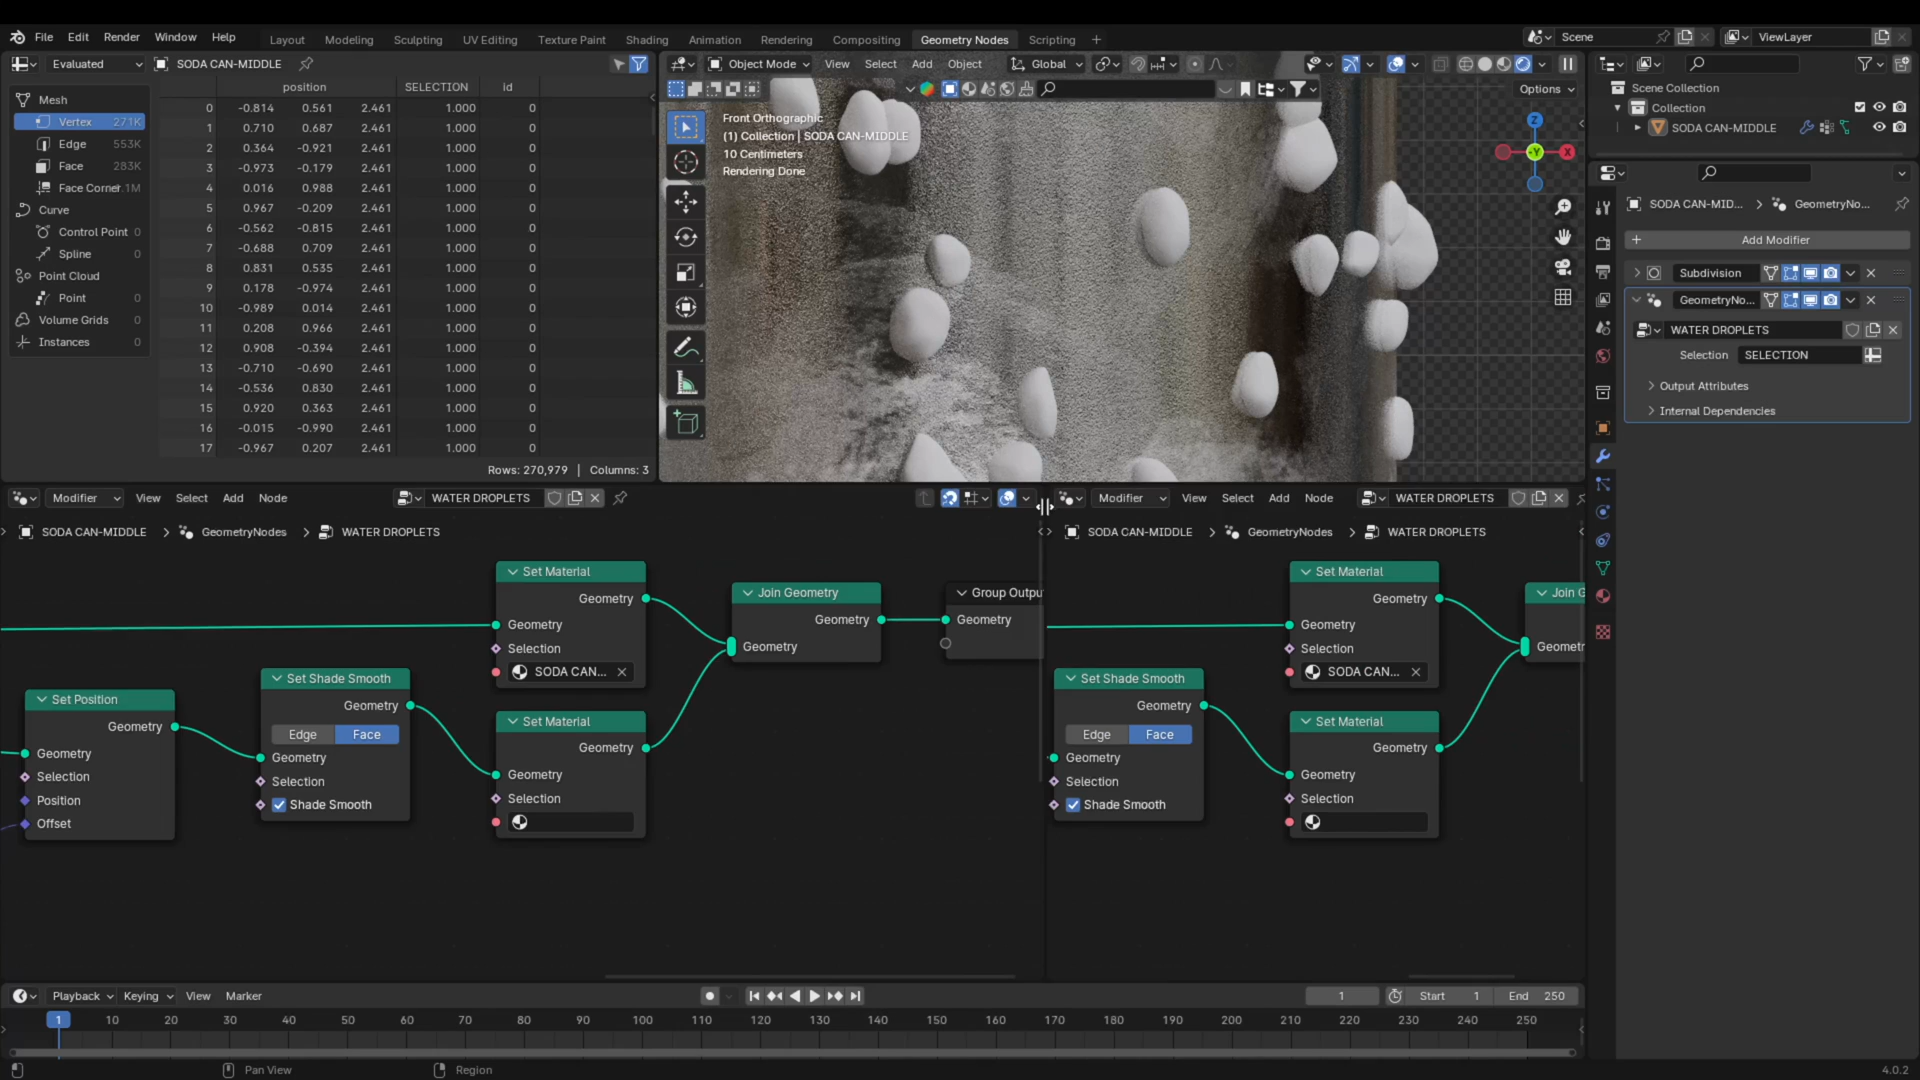 File Edit Render Window Help Layout Modeling Sculpting UV Editing Texture Paint Shading Animation Rendering Compositing Geometry Nodes Scripting + Scene ViewLayer
Evaluated SODA CAN-MIDDLE
Object Mode View Select Add Object Global
Options
position SELECTION id
Mesh
Vertex 271K
Edge 553K
Face 283K
Face Corner
Curve
Control Point 0
Spline 0
Point Cloud
Point 0
Volume Grids 0
Instances 0
0 -0.814 0.561 2.461 1.000 0
1 0.710 0.687 2.461 1.000 0
2 0.364 -0.921 2.461 1.000 0
3 -0.973 -0.179 2.461 1.000 0
4 0.016 0.988 2.461 1.000 0
5 0.967 -0.209 2.461 1.000 0
6 -0.562 -0.815 2.461 1.000 0
7 -0.688 0.709 2.461 1.000 0
8 0.831 0.535 2.461 1.000 0
9 0.178 -0.974 2.461 1.000 0
10 -0.989 0.014 2.461 1.000 0
11 0.208 0.966 2.461 1.000 0
12 0.908 -0.394 2.461 1.000 0
13 -0.710 -0.690 2.461 1.000 0
14 -0.536 0.830 2.461 1.000 0
15 0.920 0.363 2.461 1.000 0
16 -0.015 -0.990 2.461 1.000 0
17 -0.967 0.207 2.461 1.000 0
Rows: 270,979 | Columns: 3
Front Orthographic
(1) Collection | SODA CAN-MIDDLE
10 Centimeters
Rendering Done
Z
Y
X
Scene Collection
Collection
SODA CAN-MIDDLE
SODA CAN-MID... > GeometryNo...
+ Add Modifier
Subdivision
GeometryNo...
WATER DROPLETS
Selection SELECTION
Output Attributes
Internal Dependencies
Modifier View Select Add Node WATER DROPLETS
SODA CAN-MIDDLE > GeometryNodes > WATER DROPLETS
Set Position
Geometry
Geometry
Selection
Position
Offset
Set Shade Smooth
Geometry
Edge Face
Geometry
Selection
Shade Smooth
Set Material
Geometry
Geometry
Selection
SODA CAN...
Set Material
Geometry
Geometry
Selection
Join Geometry
Geometry
Geometry
Group Outpu
Geometry
Modifier View Select Add Node WATER DROPLETS
SODA CAN-MIDDLE > GeometryNodes > WATER DROPLETS
Set Shade Smooth
Geometry
Edge Face
Geometry
Selection
Shade Smooth
Set Material
Geometry
Geometry
Selection
SODA CAN...
Set Material
Geometry
Geometry
Selection
Join G
Geometr
Playback Keying View Marker 1 Start 1 End 250
1 10 20 30 40 50 60 70 80 90 100 110 120 130 140 150 160 170 180 190 200 210 220 230 240 250
Pan View Region 4.0.2